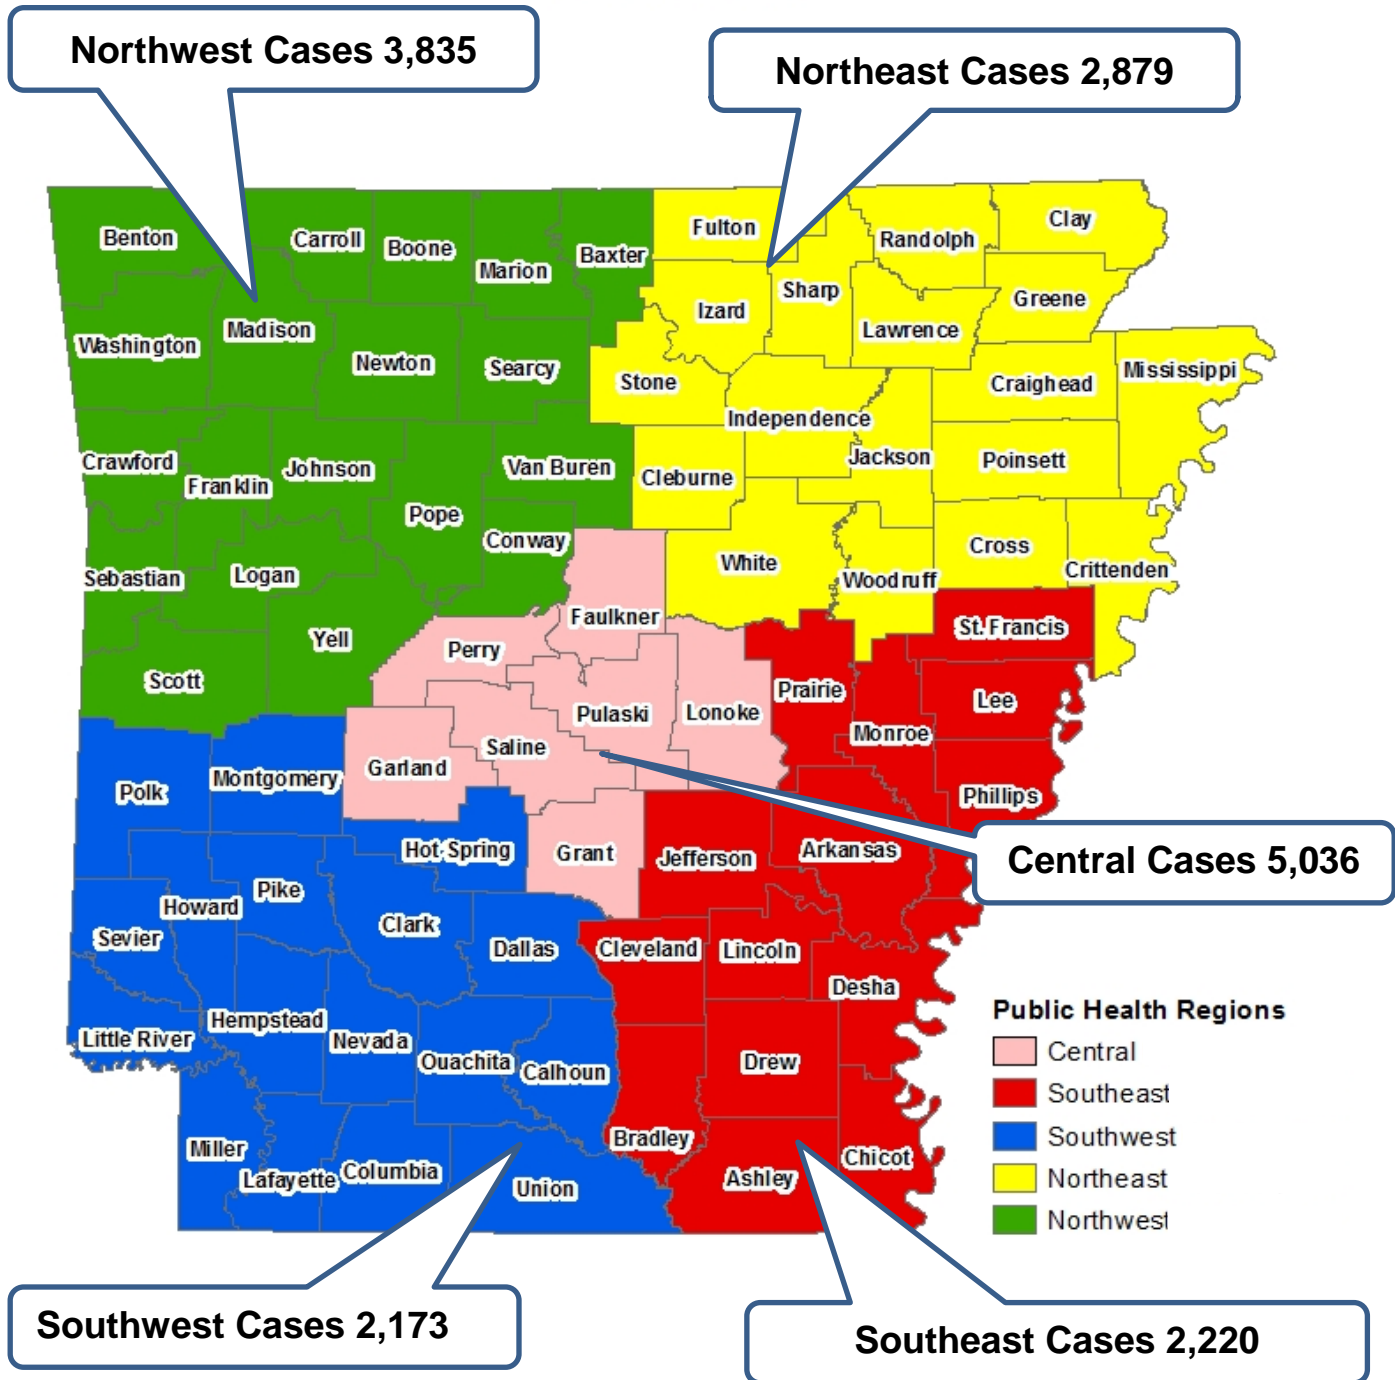 Northwest Cases 3,835
Northeast Cases 2,879
Benton
Carroll
Boone
Marion
Baxter
Fulton
Randolph
Clay
Washington
Madison
Newton
Searcy
Izard
Sharp
Lawrence
Greene
Stone
Independence
Craighead
Mississippi
Crawford
Franklin
Johnson
Van Buren
Cleburne
Jackson
Poinsett
Pope
Conway
Sebastian
Logan
White
Woodruff
Cross
Crittenden
Faulkner
Yell
Perry
St. Francis
Scott
Pulaski
Lonoke
Prairie
Monroe
Lee
Saline
Garland
Polk
Montgomery
Phillips
Hot Spring
Grant
Jefferson
Arkansas
Central Cases 5,036
Pike
Howard
Clark
Sevier
Dallas
Cleveland
Lincoln
Desha
Little River
Hempstead
Nevada
Ouachita
Calhoun
Drew
Miller
Lafayette
Columbia
Union
Bradley
Ashley
Chicot
Public Health Regions
Central
Southeast
Southwest
Northeast
Northwest
Southwest Cases 2,173
Southeast Cases 2,220